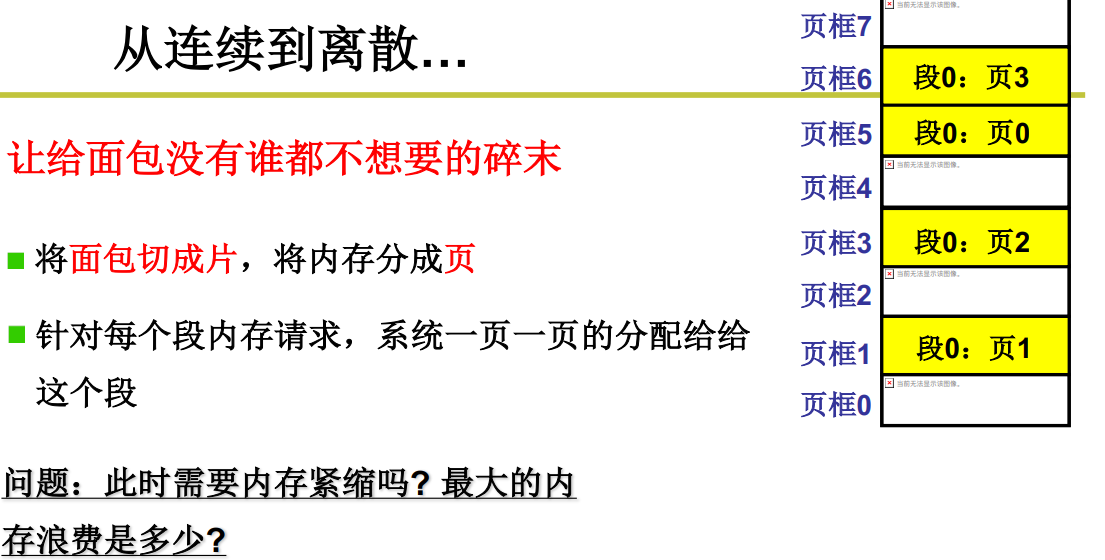 从连续到离散…
让给面包没有谁都不想要的碎末
将面包切成片，将内存分成页
针对每个段内存请求，系统一页一页的分配给给
这个段
问题：此时需要内存紧缩吗? 最大的内
存浪费是多少?
页框7
当前无法显示该图像。
页框6
段0：页3
页框5
段0：页0
页框4
当前无法显示该图像。
页框3
段0：页2
页框2
当前无法显示该图像。
页框1
段0：页1
页框0
当前无法显示该图像。